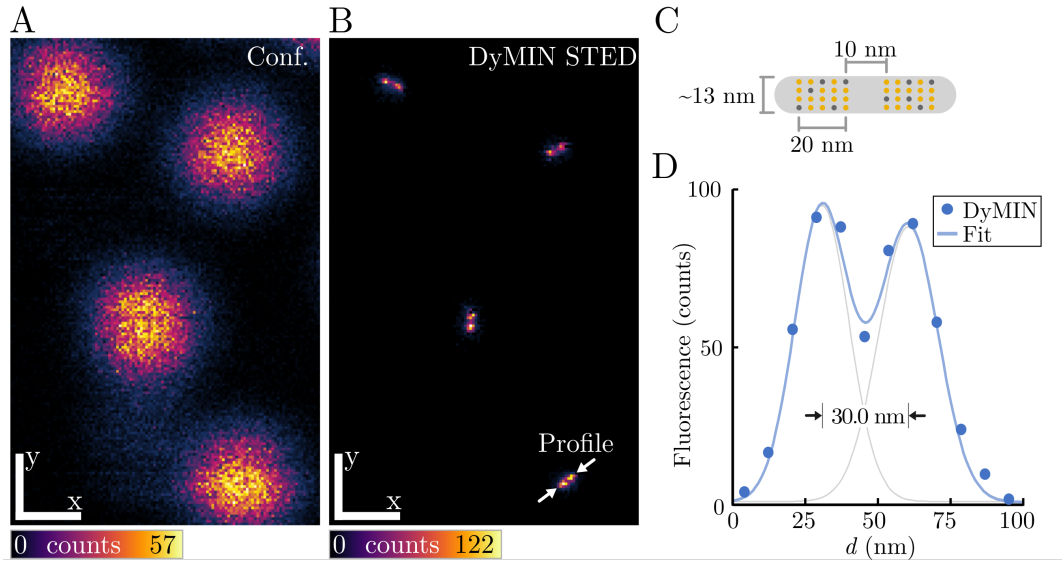 A
Conf.
y
x
0 counts 57
B
DyMIN STED
Profile
y
x
0 counts 122
C
10 nm
~13 nm
20 nm
D
100
50
0
Fluorescence (counts)
DyMIN
Fit
30.0 nm
0 25 50 75 100
d (nm)